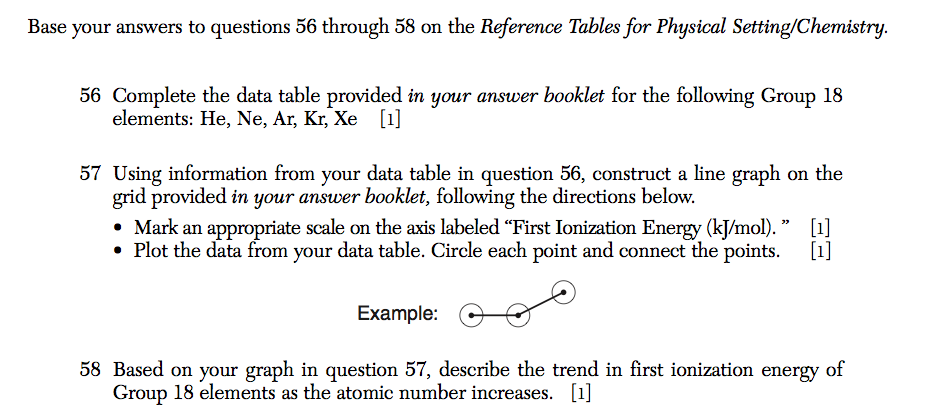 Base your answers to questions 56 through 58 on the Reference Tables for Physical Setting/Chemistry.
56 Complete the data table provided in your answer booklet for the following Group 18
elements: He, Ne, Ar, Kr, Xe [1]
57 Using information from your data table in question 56, construct a line graph on the
grid provided in your answer booklet, following the directions below.
• Mark an appropriate scale on the axis labeled “First Ionization Energy (kJ/mol). ” [1]
• Plot the data from your data table. Circle each point and connect the points. [1]
Example:
58 Based on your graph in question 57, describe the trend in first ionization energy of
Group 18 elements as the atomic number increases. [1]